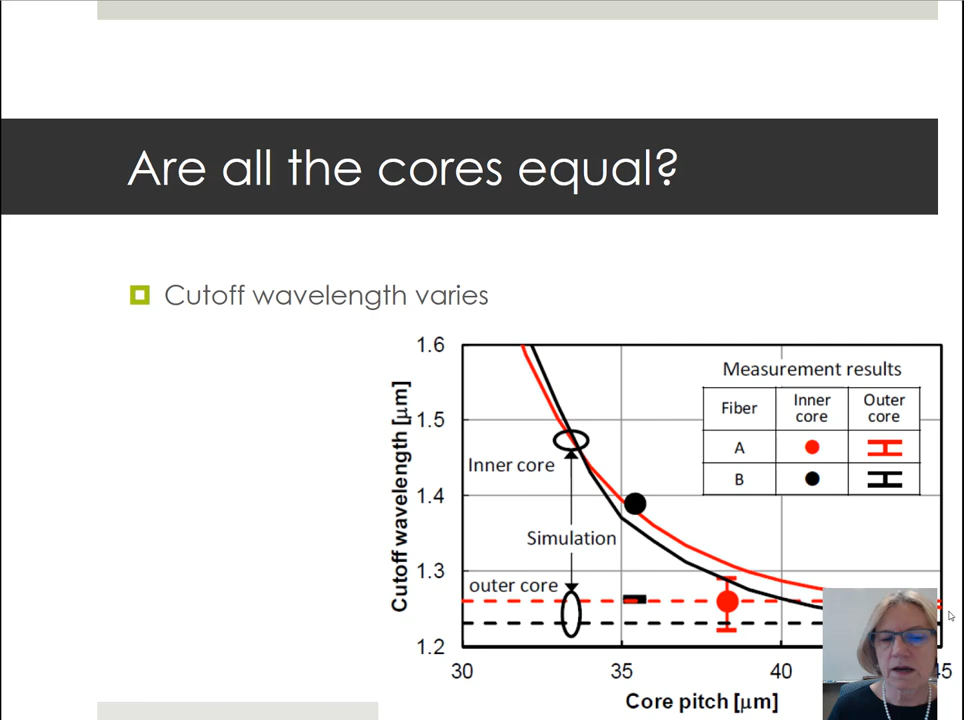 Are all the cores equal?
Cutoff wavelength varies
Cutoff wavelength [μm]
1.6
1.5
1.4
1.3
1.2
Measurement results
Fiber
Inner core
Outer core
A
B
Inner core
Simulation
outer core
30
35
40
45
Core pitch [μm]